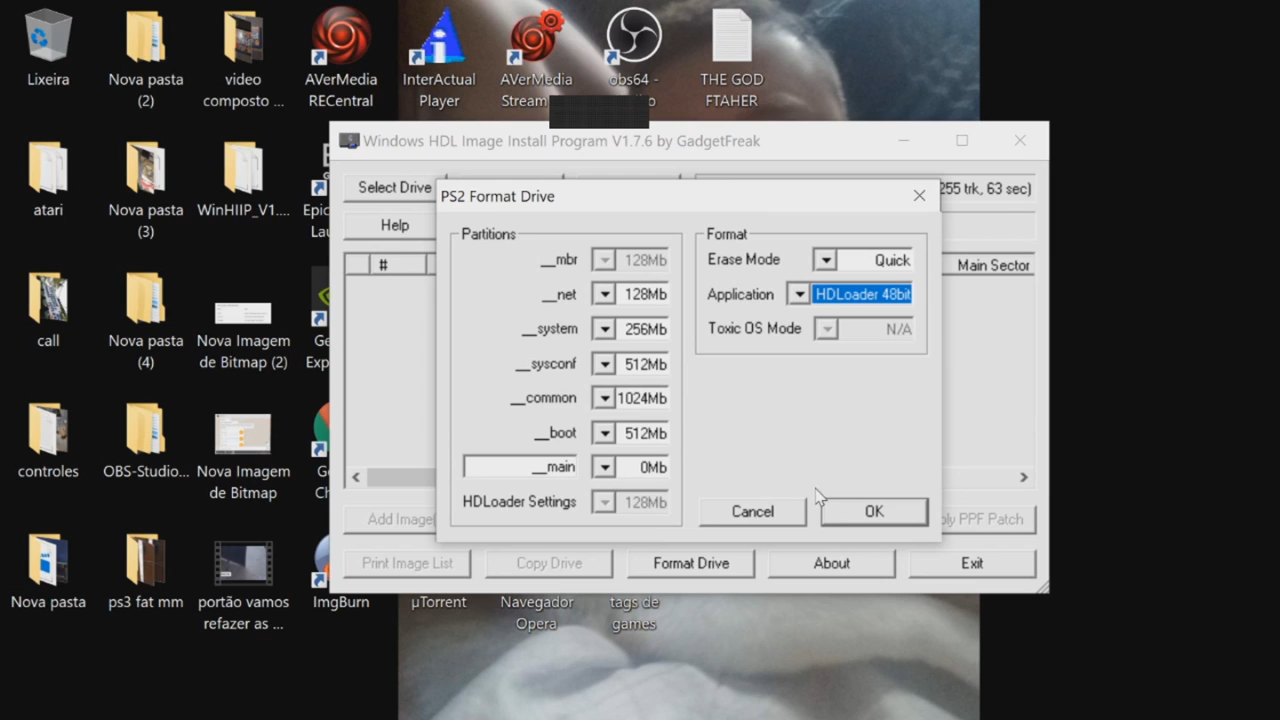 Lixeira
Nova pasta
(2)
video
composto ...
AVerMedia
RECentral
InterActual
Player
AVerMedia
Stream
obs64 -
THE GOD
FTAHER
atari
Nova pasta
(3)
WinHIIP_V1....
Epic
Lau
call
Nova pasta
(4)
Nova Imagem
de Bitmap (2)
Ge
Exp
controles
OBS-Studio...
Nova Imagem
de Bitmap
G
Ch
Nova pasta
ps3 fat mm
portão vamos
refazer as ...
ImgBurn
µTorrent
Navegador
Opera
tags de
games
Windows HDL Image Install Program V1.7.6 by GadgetFreak
Select Drive
255 trk, 63 sec)
Help
#
Main Sector
PS2 Format Drive
Partitions
__mbr 128Mb
__net 128Mb
__system 256Mb
__sysconf 512Mb
__common 1024Mb
__boot 512Mb
__main 0Mb
HDLoader Settings 128Mb
Format
Erase Mode Quick
Application HDLoader 48bit
Toxic OS Mode N/A
Cancel
OK
Add Image(
ly PPF Patch
Print Image List
Copy Drive
Format Drive
About
Exit